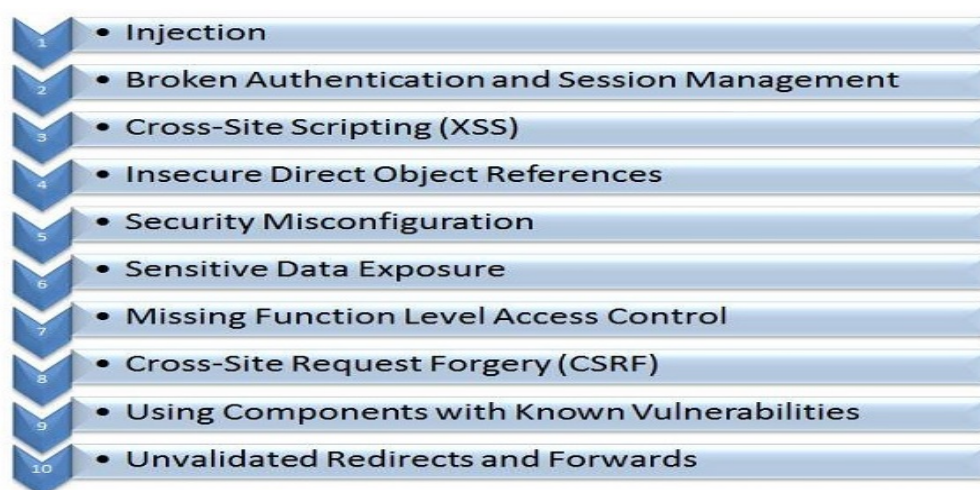 1 • Injection
2 • Broken Authentication and Session Management
3 • Cross-Site Scripting (XSS)
4 • Insecure Direct Object References
5 • Security Misconfiguration
6 • Sensitive Data Exposure
7 • Missing Function Level Access Control
8 • Cross-Site Request Forgery (CSRF)
9 • Using Components with Known Vulnerabilities
10 • Unvalidated Redirects and Forwards